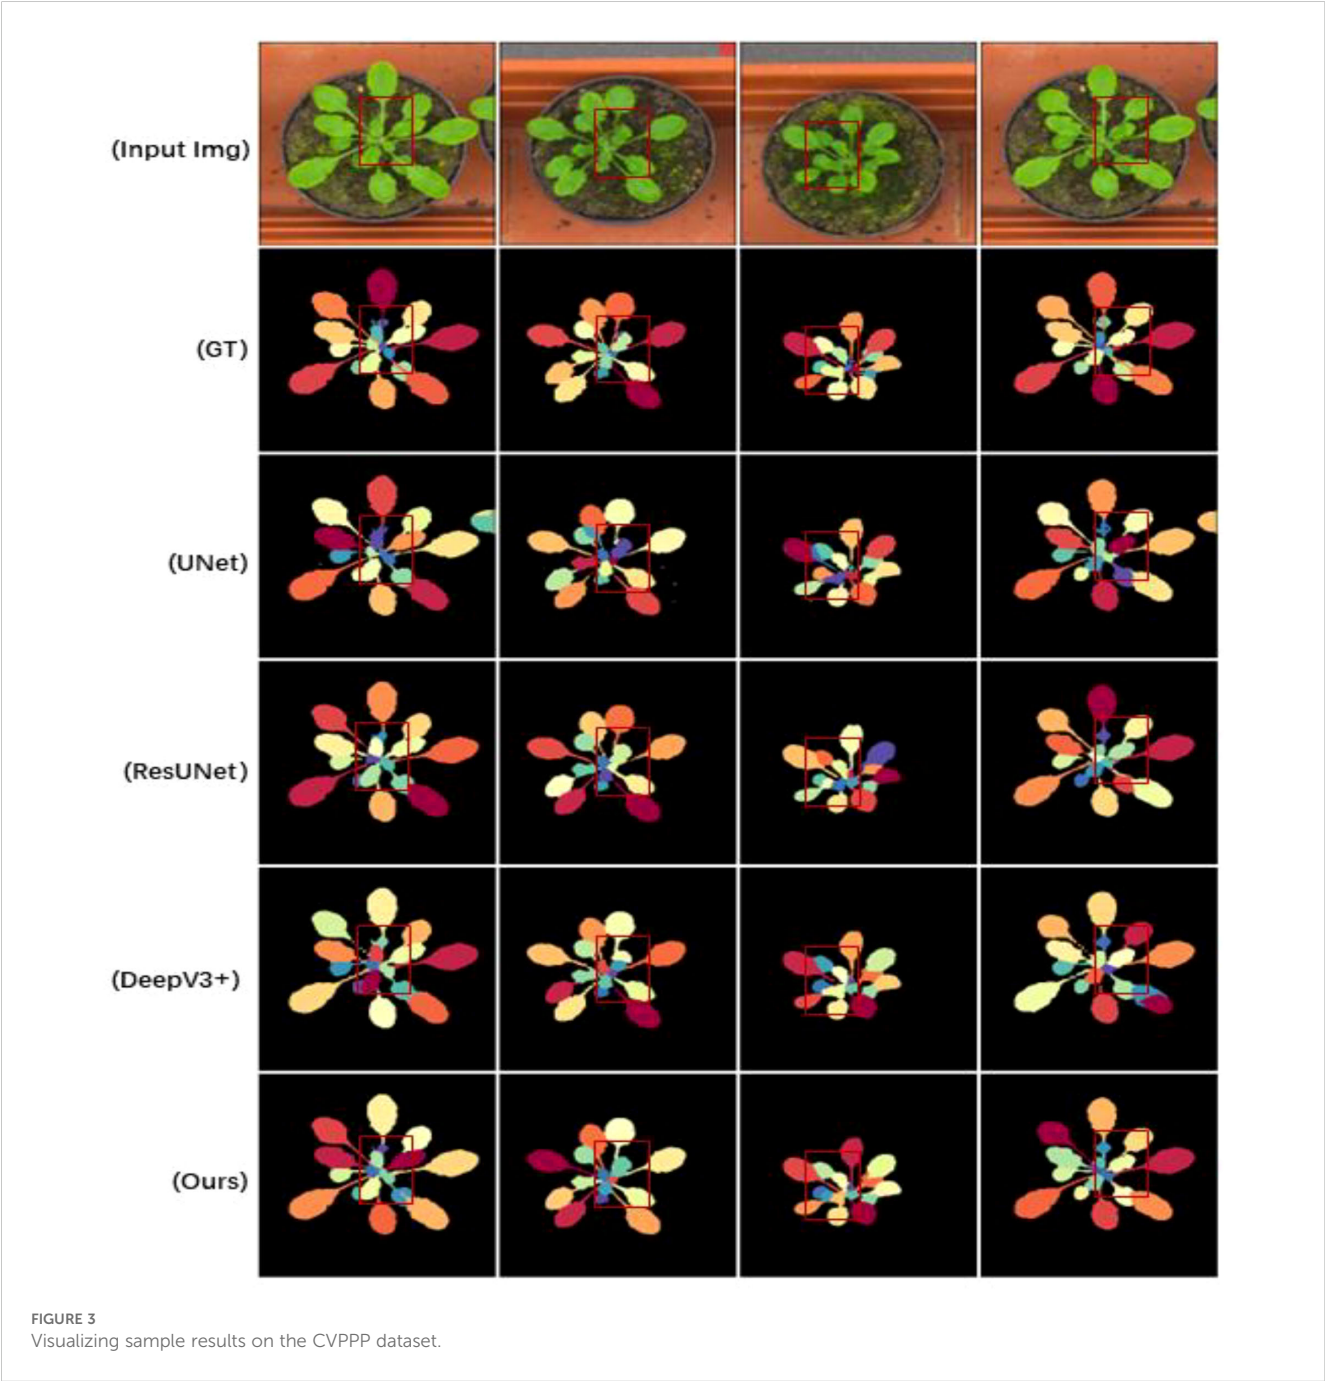 (Input Img)
(GT)
(UNet)
(ResUNet)
(DeepV3+)
(Ours)
FIGURE 3
Visualizing sample results on the CVPPP dataset.